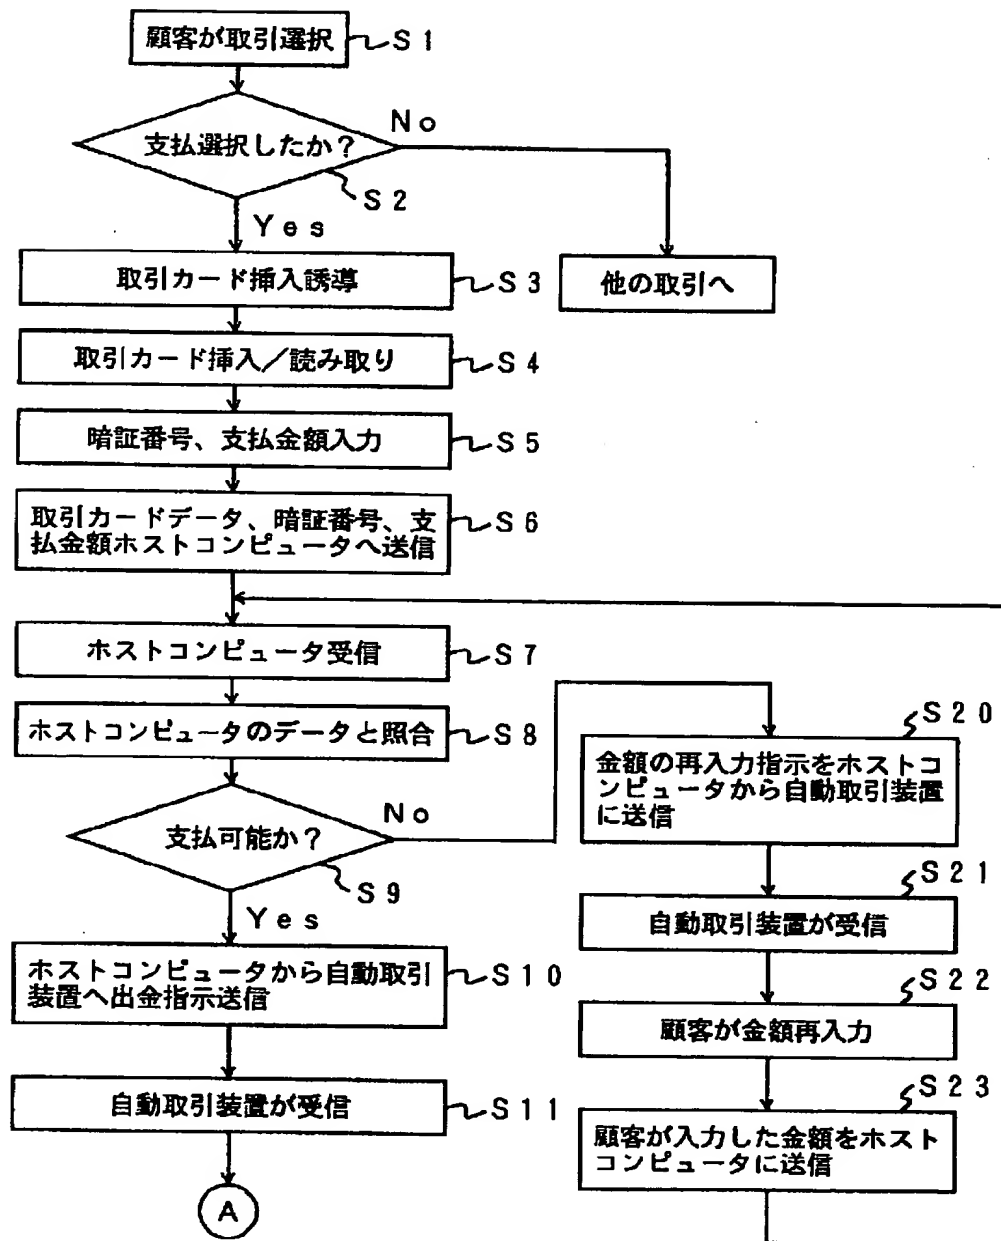 顧客が取引選択
S1
支払選択したか?
No
S2
Yes
取引カード挿入誘導
S3
他の取引へ
取引カード挿入／読み取り
S4
暗証番号、支払金額入力
S5
取引カードデータ、暗証番号、支
払金額ホストコンピュータへ送信
S6
ホストコンピュータ受信
S7
ホストコンピュータのデータと照合
S8
支払可能か?
No
S9
Yes
ホストコンピュータから自動取引
装置へ出金指示送信
S10
自動取引装置が受信
S11
A
S20
金額の再入力指示をホストコ
ンピュータから自動取引装置
に送信
S21
自動取引装置が受信
S22
顧客が金額再入力
S23
顧客が入力した金額をホスト
コンピュータに送信